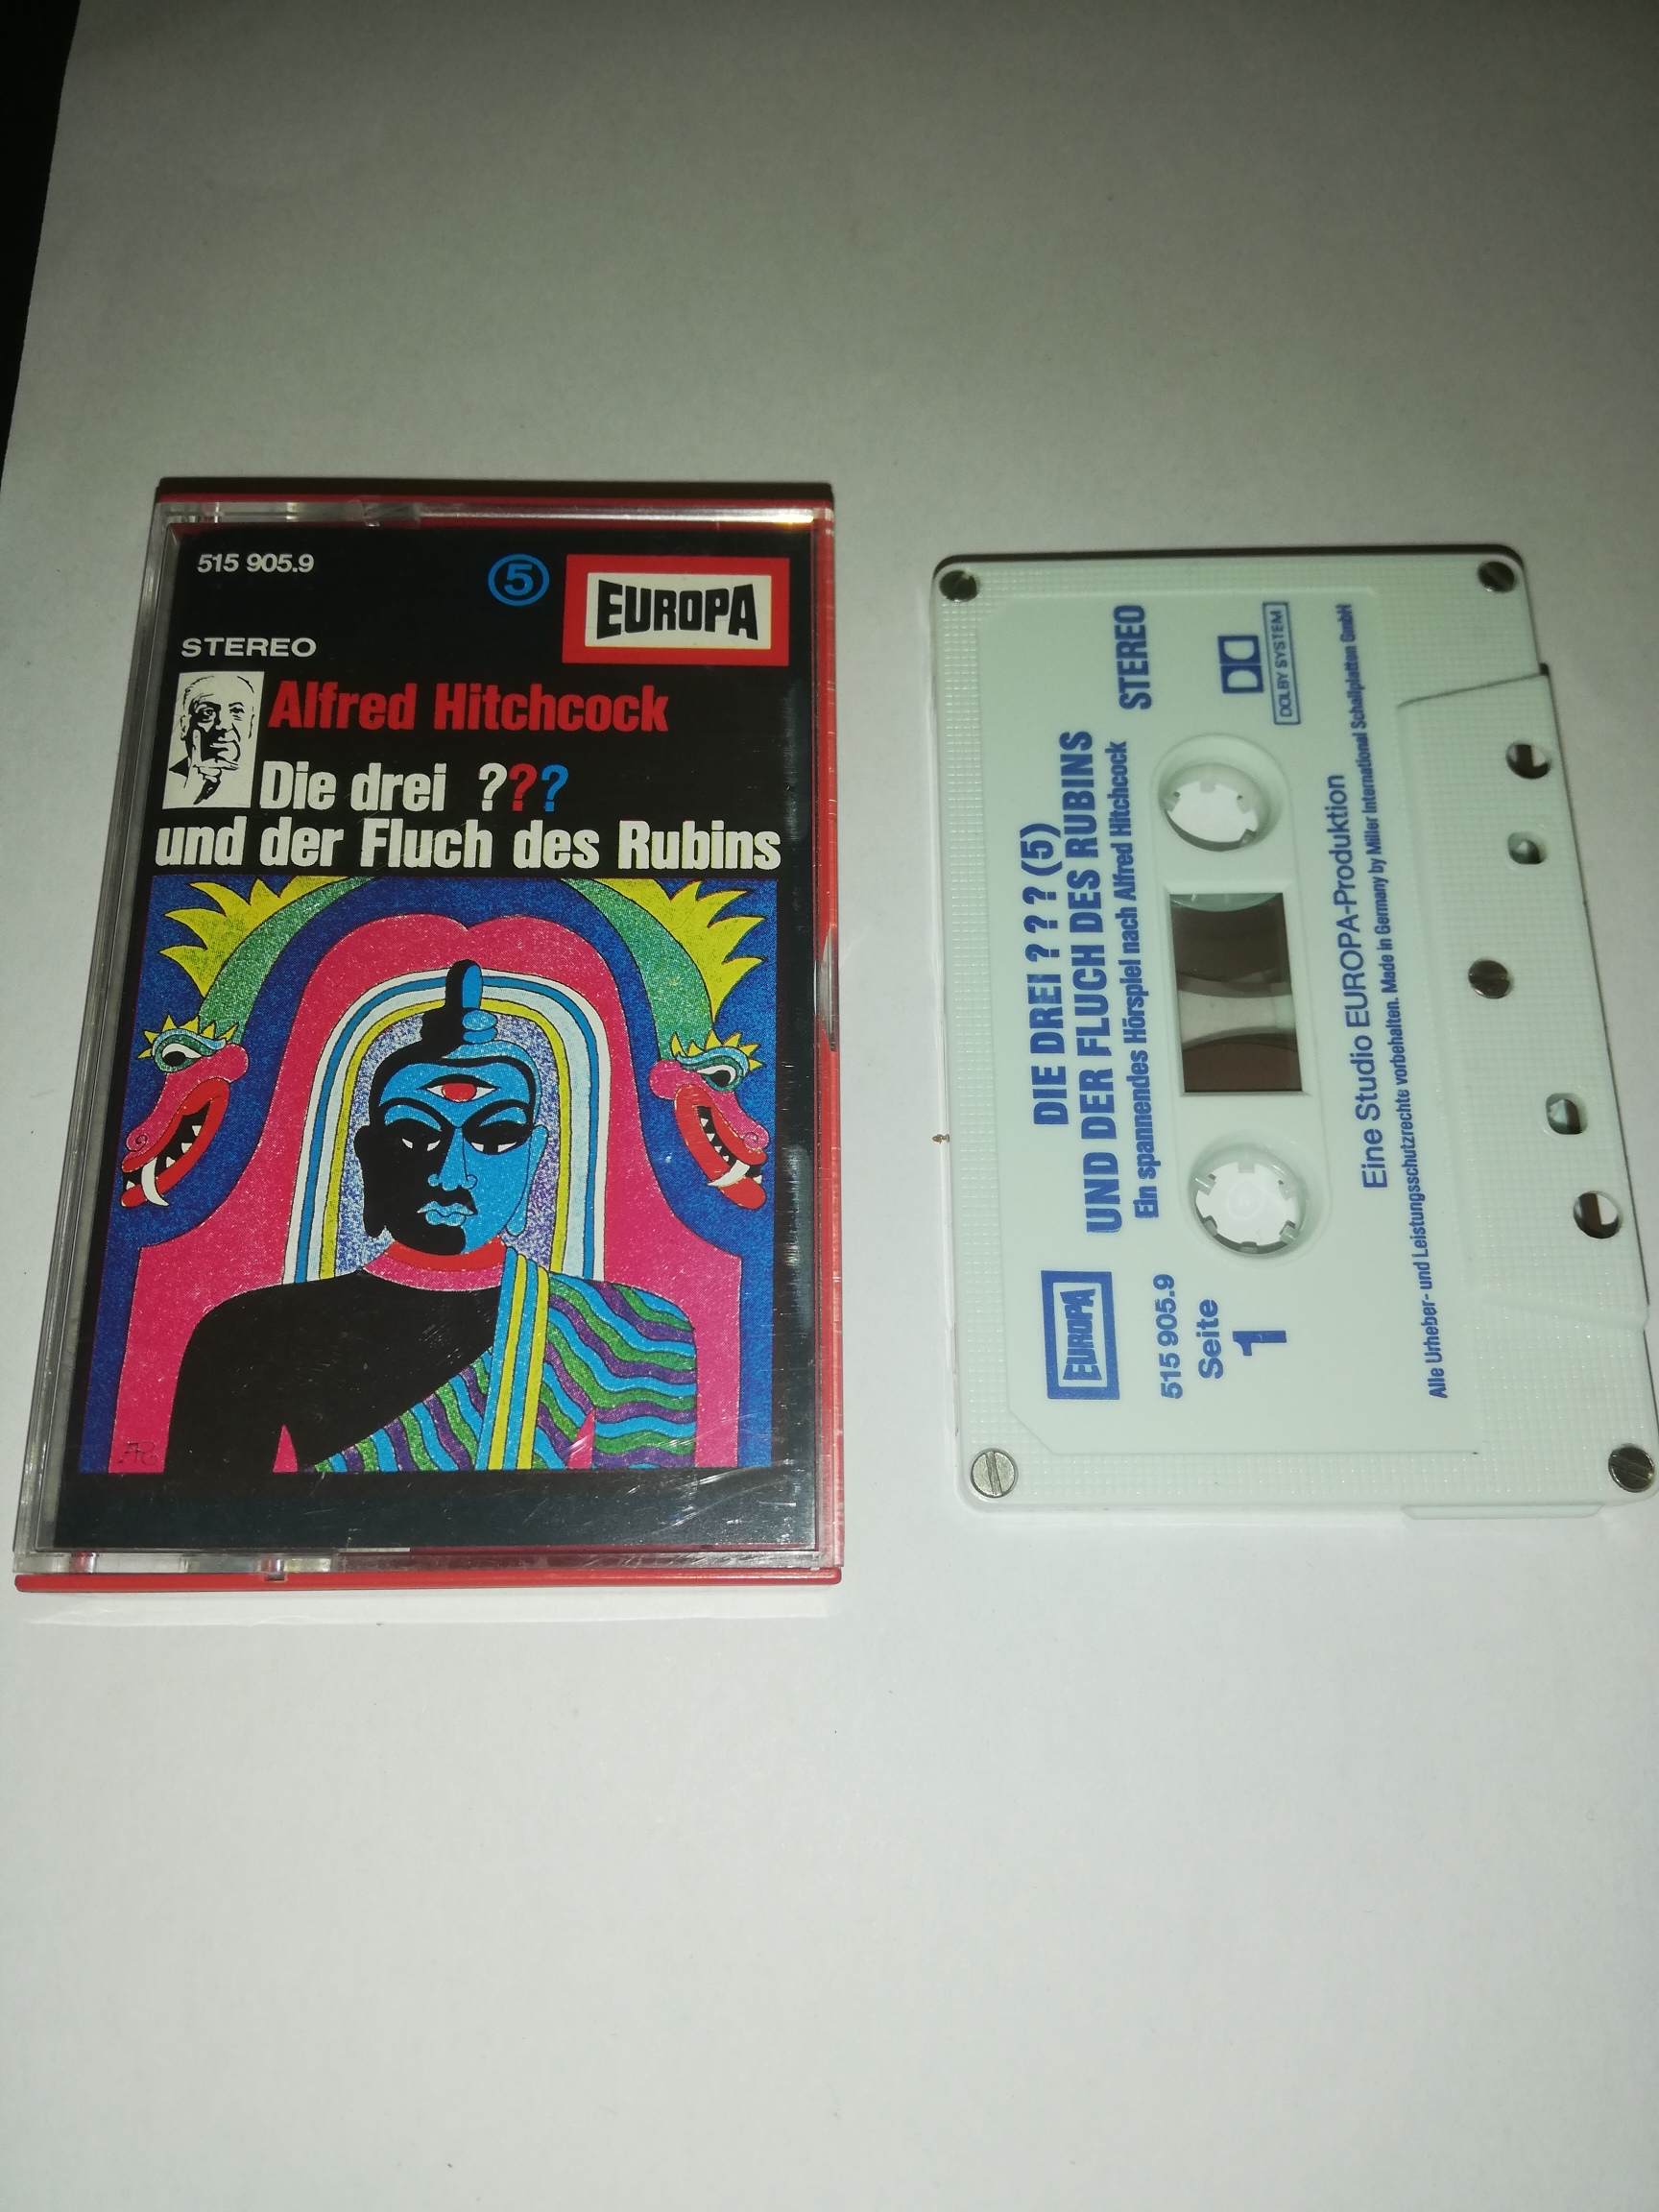 515 905.9
5
EUROPA
STEREO
Alfred Hitchcock
Die drei ???
und der Fluch des Rubins
DIE DREI ? ? ? (5)
UND DER FLUCH DES RUBINS
Ein spannendes Hörspiel nach Alfred Hitchcock
STEREO
EUROPA
515 905.9
Seite
1
DOLBY SYSTEM
Eine Studio EUROPA-Produktion
Alle Urheber- und Leistungsschutzrechte vorbehalten. Made in Germany by Miller International Schallplatten GmbH